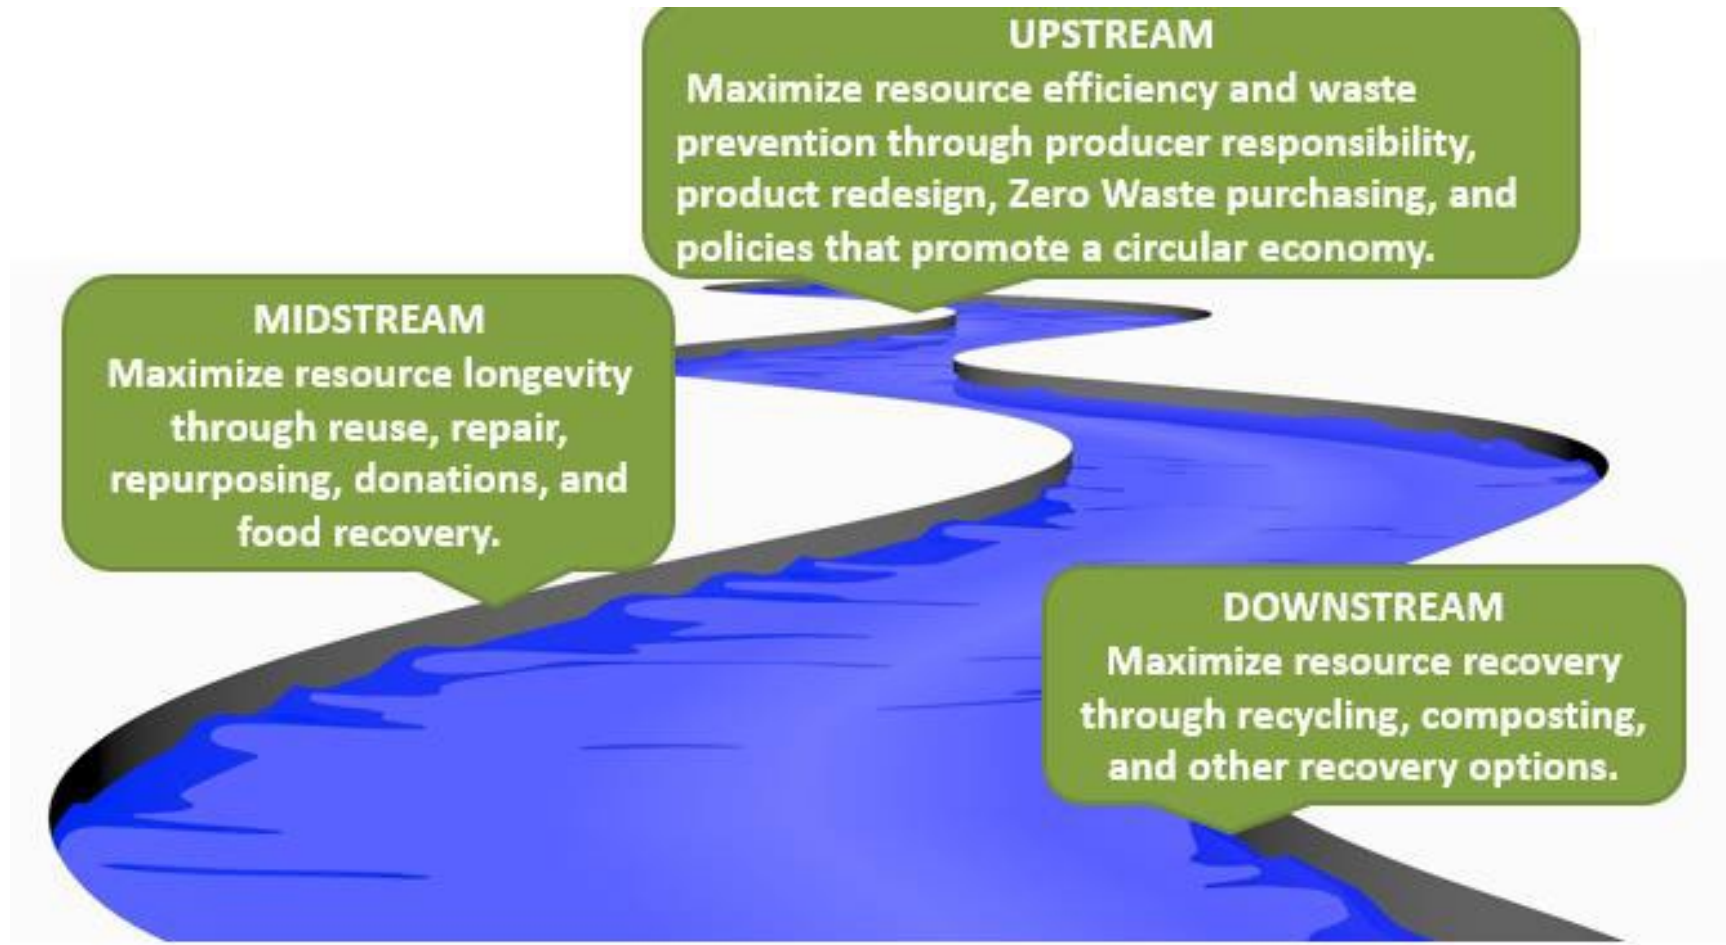 UPSTREAM
Maximize resource efficiency and waste
prevention through producer responsibility,
product redesign, Zero Waste purchasing, and
policies that promote a circular economy.
MIDSTREAM
Maximize resource longevity
through reuse, repair,
repurposing, donations, and
food recovery.
DOWNSTREAM
Maximize resource recovery
through recycling, composting,
and other recovery options.